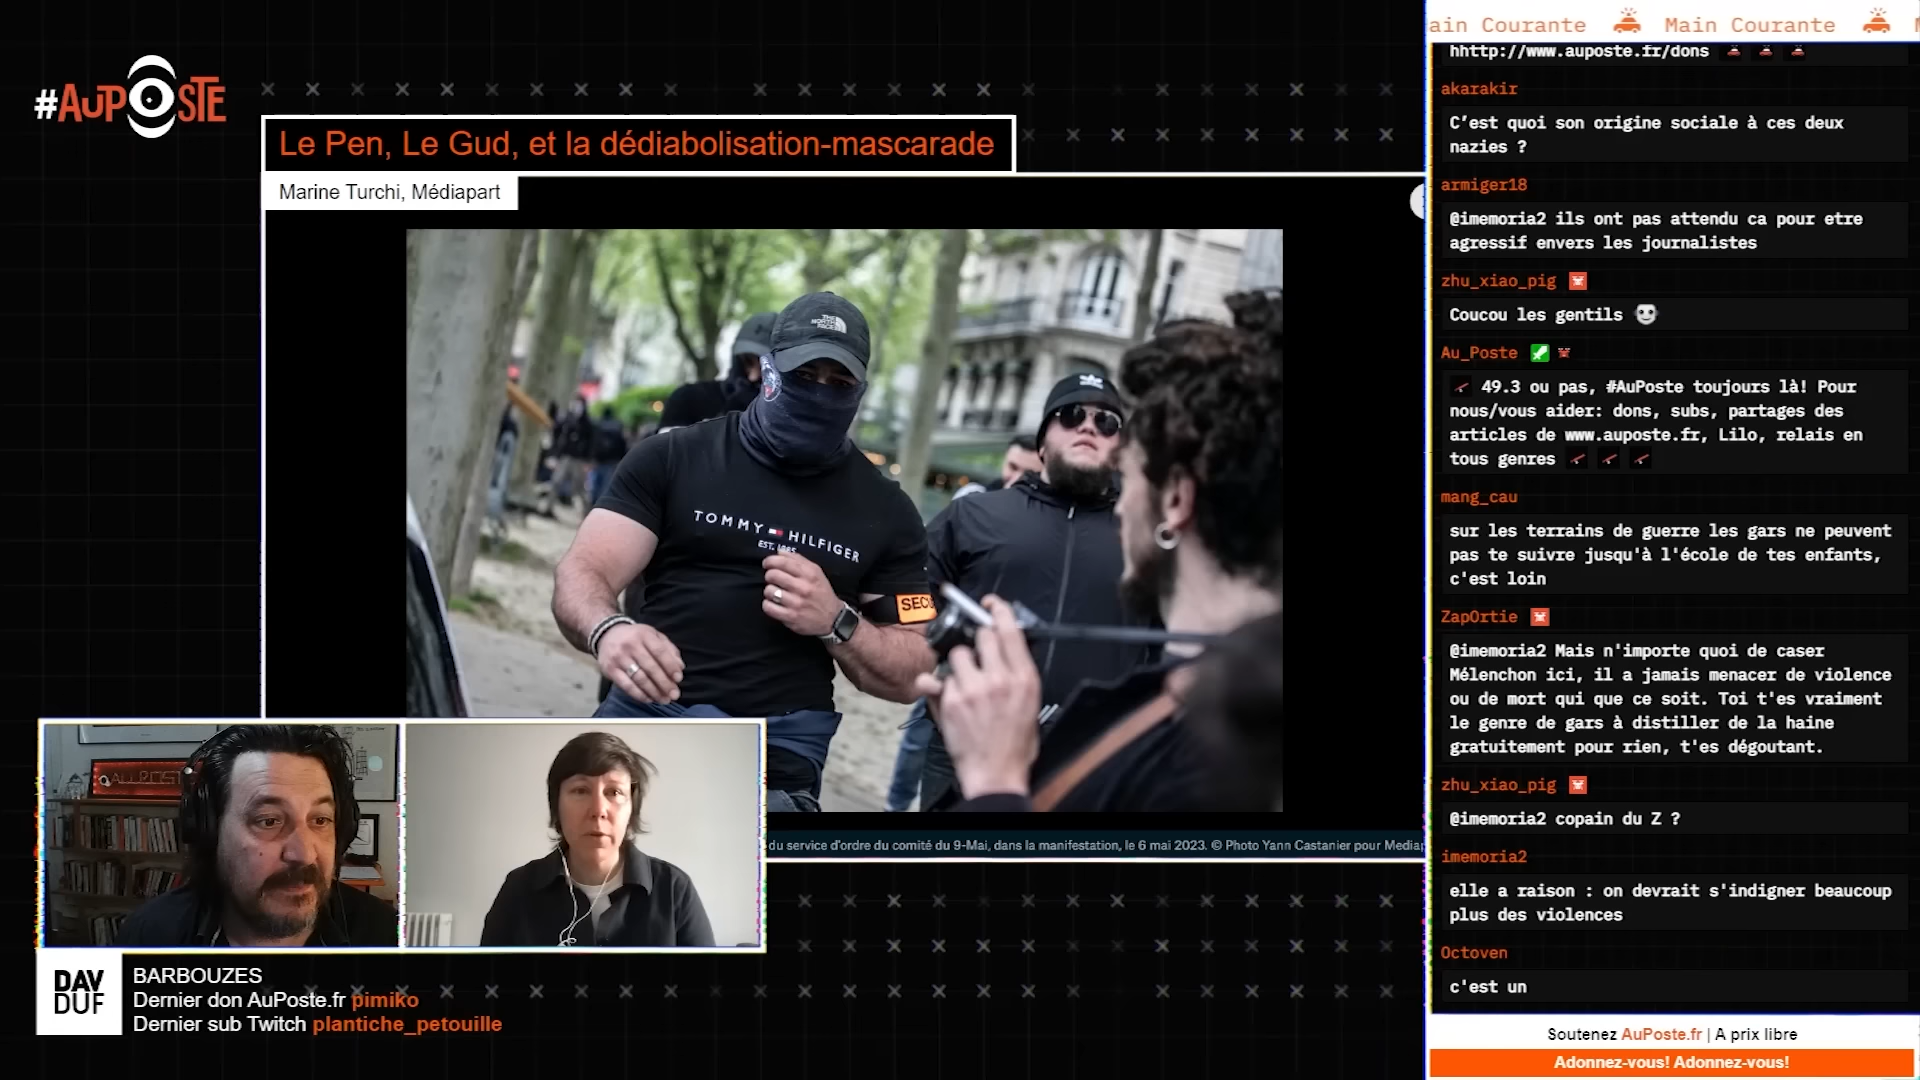 #AUPOSTE
Le Pen, Le Gud, et la dédiabolisation-mascarade
Marine Turchi, Médiapart
THE
NORTH
FACE
TOMMY HILFIGER
EST. 1985
SECU
AU POST
du service d'ordre du comité du 9-Mai, dans la manifestation, le 6 mai 2023. © Photo Yann Castanier pour Mediap
DAV
DUF
BARBOUZES
Dernier don AuPoste.fr pimiko
Dernier sub Twitch plantiche_petouille
ain Courante Main Courante
hhttp://www.auposte.fr/dons
akarakir
C’est quoi son origine sociale à ces deux
nazies ?
armiger18
@imemoria2 ils ont pas attendu ca pour etre
agressif envers les journalistes
zhu_xiao_pig
Coucou les gentils
Au_Poste
49.3 ou pas, #AuPoste toujours là! Pour
nous/vous aider: dons, subs, partages des
articles de www.auposte.fr, Lilo, relais en
tous genres
mang_cau
sur les terrains de guerre les gars ne peuvent
pas te suivre jusqu'à l'école de tes enfants,
c'est loin
ZapOrtie
@imemoria2 Mais n'importe quoi de caser
Mélenchon ici, il a jamais menacer de violence
ou de mort qui que ce soit. Toi t'es vraiment
le genre de gars à distiller de la haine
gratuitement pour rien, t'es dégoutant.
zhu_xiao_pig
@imemoria2 copain du Z ?
imemoria2
elle a raison : on devrait s'indigner beaucoup
plus des violences
Octoven
c'est un
Soutenez AuPoste.fr | A prix libre
Adonnez-vous! Adonnez-vous!